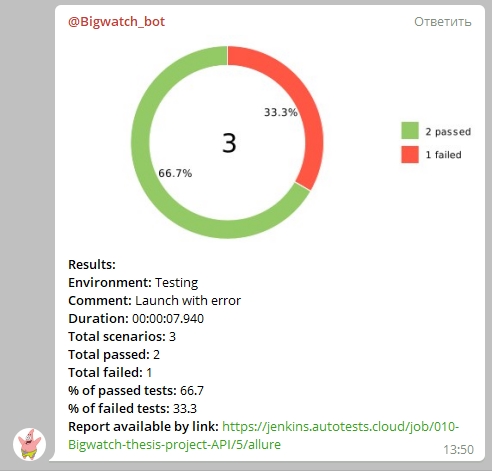 @Bigwatch_bot
Ответить
33.3%
3
66.7%
2 passed
1 failed
Results:
Environment: Testing
Comment: Launch with error
Duration: 00:00:07.940
Total scenarios: 3
Total passed: 2
Total failed: 1
% of passed tests: 66.7
% of failed tests: 33.3
Report available by link: https://jenkins.autotests.cloud/job/010-
Bigwatch-thesis-project-API/5/allure
13:50